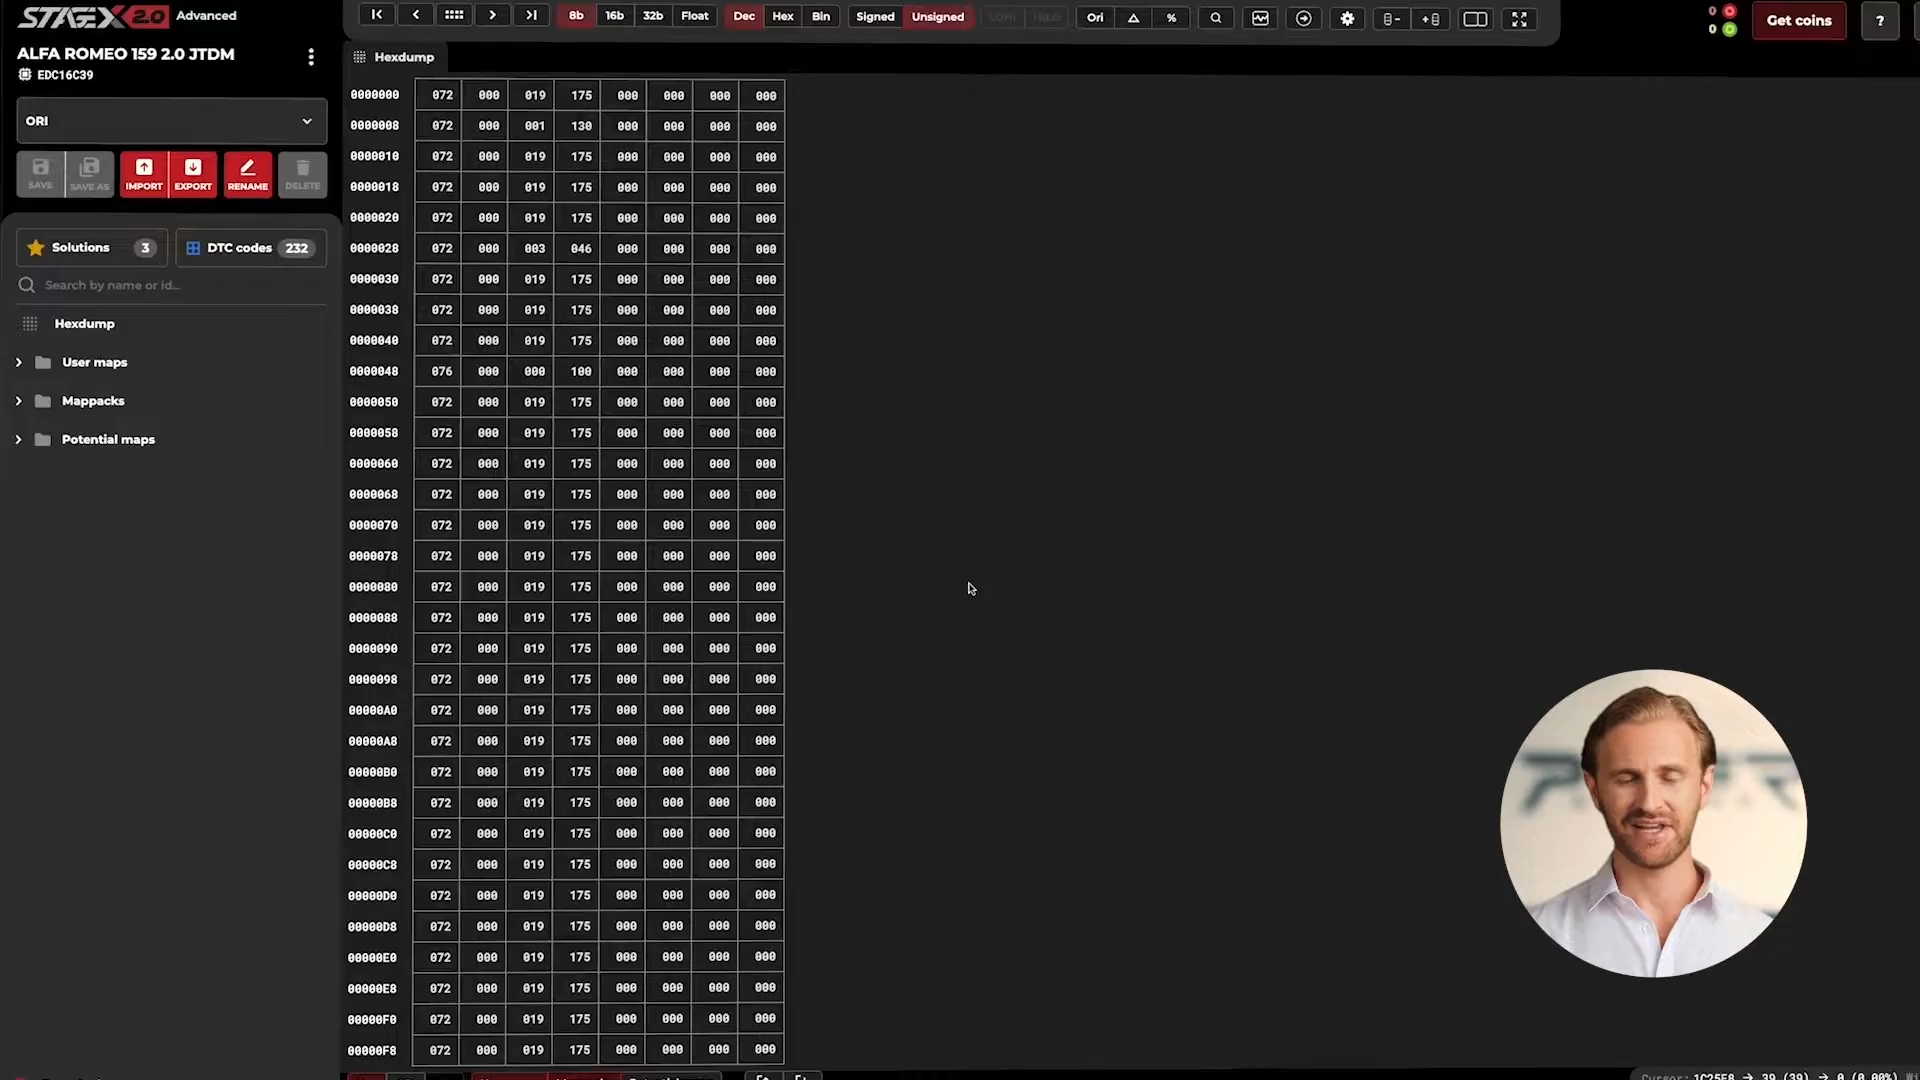 STAGEX 2.0 Advanced
8b 16b 32b Float Dec Hex Bin Signed Unsigned Ori Δ %
0
0
Get coins ?
ALFA ROMEO 159 2.0 JTDM
EDC16C39
Hexdump
ORI
SAVE SAVE AS IMPORT EXPORT RENAME DELETE
Solutions 3 DTC codes 232
Search by name or id...
Hexdump
User maps
Mappacks
Potential maps
0000000 072 000 019 175 000 000 000 000
0000008 072 000 001 130 000 000 000 000
0000010 072 000 019 175 000 000 000 000
0000018 072 000 019 175 000 000 000 000
0000020 072 000 019 175 000 000 000 000
0000028 072 000 003 046 000 000 000 000
0000030 072 000 019 175 000 000 000 000
0000038 072 000 019 175 000 000 000 000
0000040 072 000 019 175 000 000 000 000
0000048 076 000 000 100 000 000 000 000
0000050 072 000 019 175 000 000 000 000
0000058 072 000 019 175 000 000 000 000
0000060 072 000 019 175 000 000 000 000
0000068 072 000 019 175 000 000 000 000
0000070 072 000 019 175 000 000 000 000
0000078 072 000 019 175 000 000 000 000
0000080 072 000 019 175 000 000 000 000
0000088 072 000 019 175 000 000 000 000
0000090 072 000 019 175 000 000 000 000
0000098 072 000 019 175 000 000 000 000
00000A0 072 000 019 175 000 000 000 000
00000A8 072 000 019 175 000 000 000 000
00000B0 072 000 019 175 000 000 000 000
00000B8 072 000 019 175 000 000 000 000
00000C0 072 000 019 175 000 000 000 000
00000C8 072 000 019 175 000 000 000 000
00000D0 072 000 019 175 000 000 000 000
00000D8 072 000 019 175 000 000 000 000
00000E0 072 000 019 175 000 000 000 000
00000E8 072 000 019 175 000 000 000 000
00000F0 072 000 019 175 000 000 000 000
00000F8 072 000 019 175 000 000 000 000
Cursor: 1C25E8 → 39 (39) → 0 (0.00%)